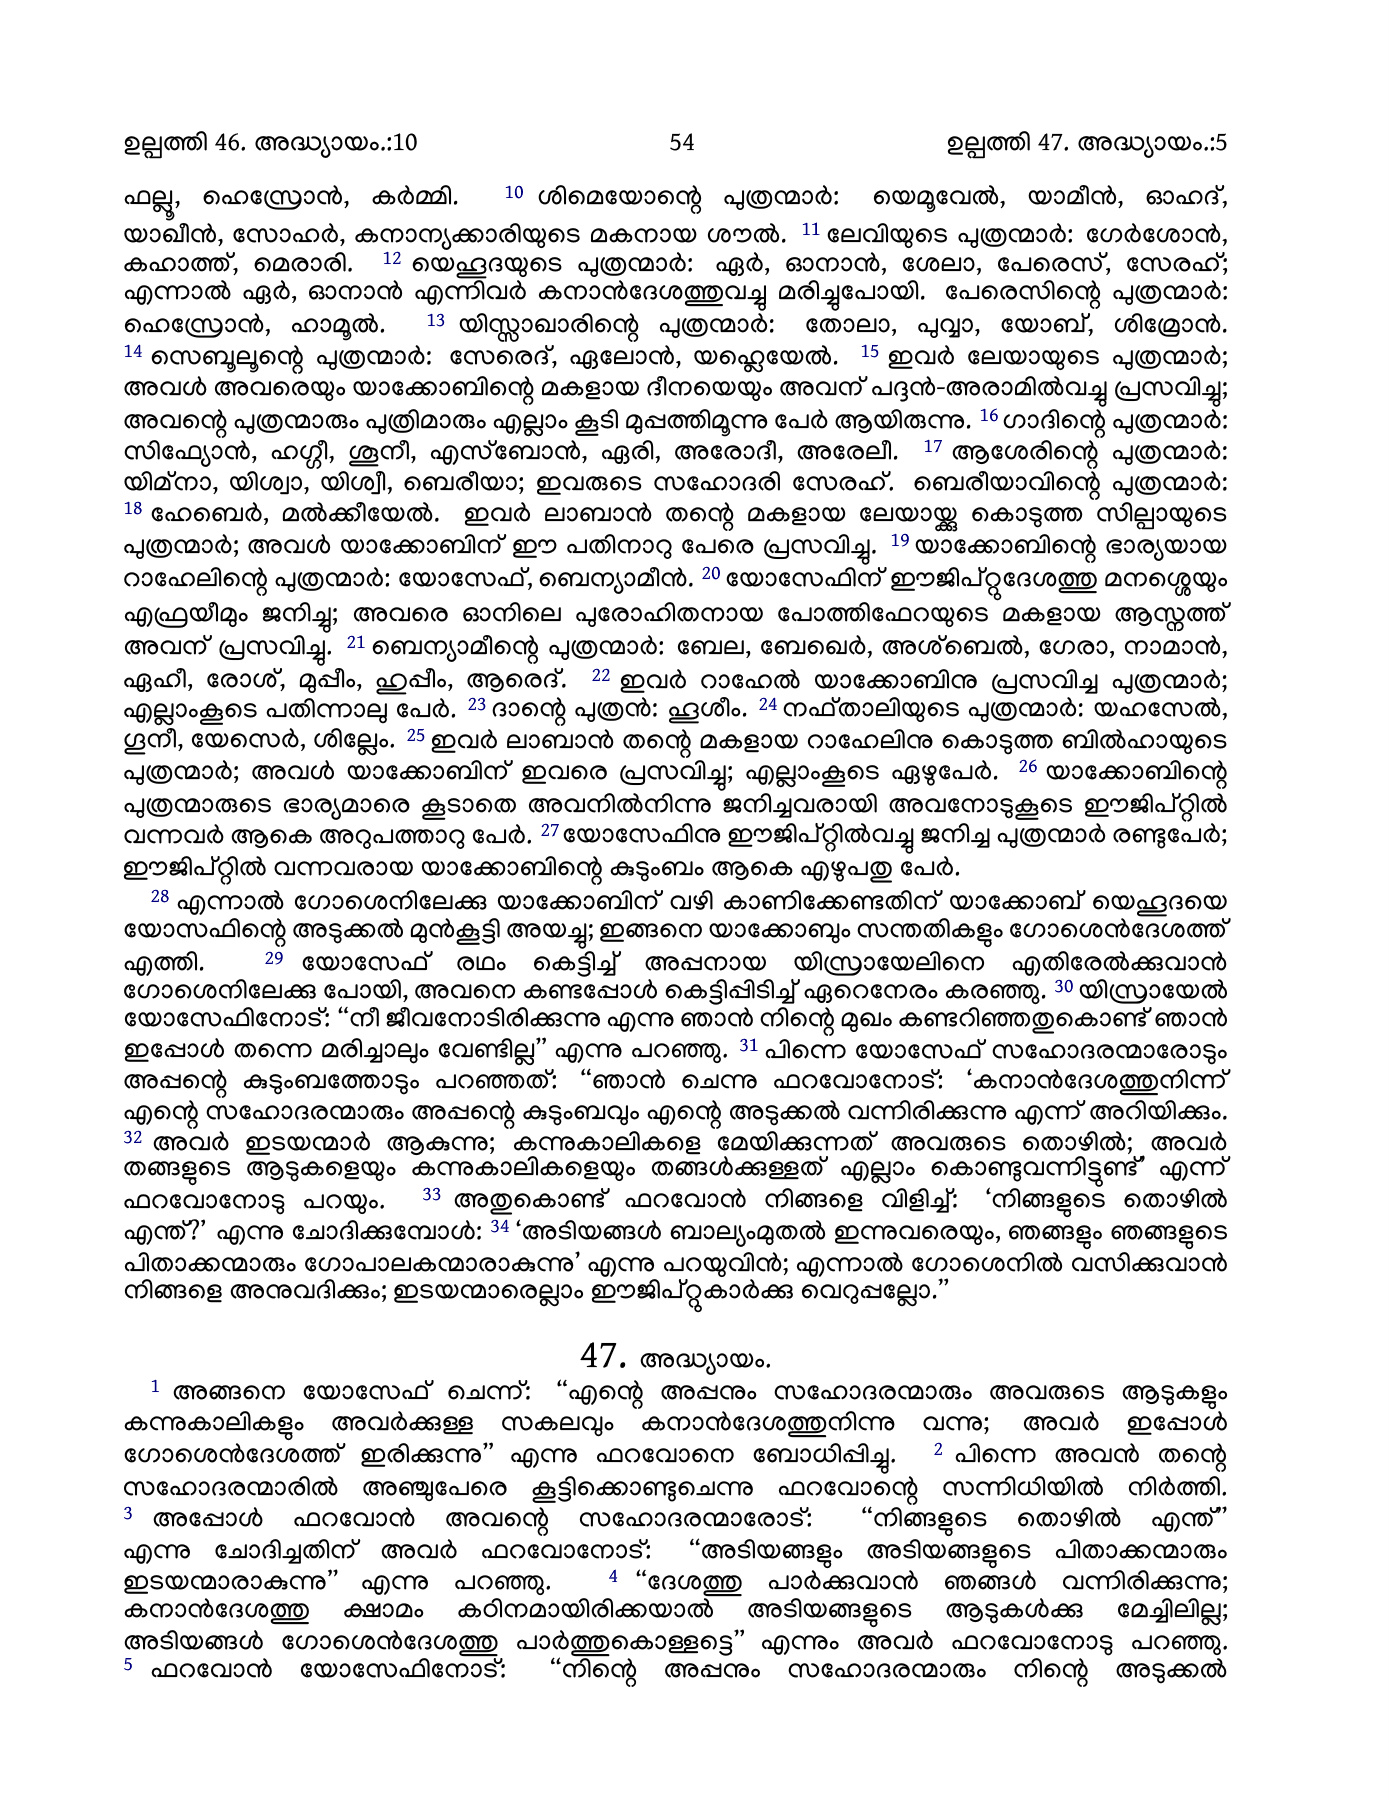 ഉല്പത്തി 46. അദ്ധ്യായം.:10 54 ഉല്പത്തി 47. അദ്ധ്യായം.:5
ഫല്ലൂ, ഹെസ്രോൻ, കർമ്മി. 10 ശിമെയോന്റെ പുത്രന്മാർ: യെമൂവേൽ, യാമീൻ, ഓഹദ്,
യാഖീൻ, സോഹർ, കനാന്യക്കാരിയുടെ മകനായ ശൗൽ. 11 ലേവിയുടെ പുത്രന്മാർ: ഗേർശോൻ,
കഹാത്ത്, മെരാരി. 12 യെഹൂദയുടെ പുത്രന്മാർ: ഏർ, ഓനാൻ, ശേലാ, പേരെസ്, സേരഹ്;
എന്നാൽ ഏർ, ഓനാൻ എന്നിവർ കനാൻദേശത്തുവച്ചു മരിച്ചുപോയി. പേരെസിന്റെ പുത്രന്മാർ:
ഹെസ്രോൻ, ഹാമൂൽ. 13 യിസ്സാഖാരിന്റെ പുത്രന്മാർ: തോലാ, പുവ്വാ, യോബ്, ശിമ്രോൻ.
14 സെബൂലൂന്റെ പുത്രന്മാർ: സേരെദ്, ഏലോൻ, യഹ്ലെയേൽ. 15 ഇവർ ലേയായുടെ പുത്രന്മാർ;
അവൾ അവരെയും യാക്കോബിന്റെ മകളായ ദീനയെയും അവന് പദ്ദൻ-അരാമിൽവച്ചു പ്രസവിച്ചു;
അവന്റെ പുത്രന്മാരും പുത്രിമാരും എല്ലാം കൂടി മുപ്പത്തിമൂന്നു പേർ ആയിരുന്നു. 16 ഗാദിന്റെ പുത്രന്മാർ:
സിഫ്യോൻ, ഹഗ്ഗീ, ശൂനീ, എസ്ബോൻ, ഏരി, അരോദീ, അരേലീ. 17 ആശേരിന്റെ പുത്രന്മാർ:
യിമ്നാ, യിശ്വാ, യിശ്വീ, ബെരീയാ; ഇവരുടെ സഹോദരി സേരഹ്. ബെരീയാവിന്റെ പുത്രന്മാർ:
18 ഹേബെർ, മൽക്കീയേൽ. ഇവർ ലാബാൻ തന്റെ മകളായ ലേയായ്ക്കു കൊടുത്ത സില്പായുടെ
പുത്രന്മാർ; അവൾ യാക്കോബിന് ഈ പതിനാറു പേരെ പ്രസവിച്ചു. 19 യാക്കോബിന്റെ ഭാര്യയായ
റാഹേലിന്റെ പുത്രന്മാർ: യോസേഫ്, ബെന്യാമീൻ. 20 യോസേഫിന് ഈജിപ്റ്റുദേശത്തു മനശ്ശെയും
എഫ്രയീമും ജനിച്ചു; അവരെ ഓനിലെ പുരോഹിതനായ പോത്തിഫേറയുടെ മകളായ ആസ്നത്ത്
അവന് പ്രസവിച്ചു. 21 ബെന്യാമീന്റെ പുത്രന്മാർ: ബേല, ബേഖെർ, അശ്ബെൽ, ഗേരാ, നാമാൻ,
ഏഹീ, രോശ്, മുപ്പീം, ഹുപ്പീം, ആരെദ്. 22 ഇവർ റാഹേൽ യാക്കോബിനു പ്രസവിച്ച പുത്രന്മാർ;
എല്ലാംകൂടെ പതിന്നാലു പേർ. 23 ദാന്റെ പുത്രൻ: ഹൂശീം. 24 നഫ്താലിയുടെ പുത്രന്മാർ: യഹസേൽ,
ഗൂനീ, യേസെർ, ശില്ലേം. 25 ഇവർ ലാബാൻ തന്റെ മകളായ റാഹേലിനു കൊടുത്ത ബിൽഹായുടെ
പുത്രന്മാർ; അവൾ യാക്കോബിന് ഇവരെ പ്രസവിച്ചു; എല്ലാംകൂടെ ഏഴുപേർ. 26 യാക്കോബിന്റെ
പുത്രന്മാരുടെ ഭാര്യമാരെ കൂടാതെ അവനിൽനിന്നു ജനിച്ചവരായി അവനോടുകൂടെ ഈജിപ്റ്റിൽ
വന്നവർ ആകെ അറുപത്താറു പേർ. 27 യോസേഫിനു ഈജിപ്റ്റിൽവച്ചു ജനിച്ച പുത്രന്മാർ രണ്ടുപേർ;
ഈജിപ്റ്റിൽ വന്നവരായ യാക്കോബിന്റെ കുടുംബം ആകെ എഴുപതു പേർ.
28 എന്നാൽ ഗോശെനിലേക്കു യാക്കോബിന് വഴി കാണിക്കേണ്ടതിന് യാക്കോബ് യെഹൂദയെ
യോസഫിന്റെ അടുക്കൽ മുൻകൂട്ടി അയച്ചു; ഇങ്ങനെ യാക്കോബും സന്തതികളും ഗോശെൻദേശത്ത്
എത്തി. 29 യോസേഫ് രഥം കെട്ടിച്ച് അപ്പനായ യിസ്രായേലിനെ എതിരേൽക്കുവാൻ
ഗോശെനിലേക്കു പോയി, അവനെ കണ്ടപ്പോൾ കെട്ടിപ്പിടിച്ച് ഏറെനേരം കരഞ്ഞു. 30 യിസ്രായേൽ
യോസേഫിനോട്: “നീ ജീവനോടിരിക്കുന്നു എന്നു ഞാൻ നിന്റെ മുഖം കണ്ടറിഞ്ഞതുകൊണ്ട് ഞാൻ
ഇപ്പോൾ തന്നെ മരിച്ചാലും വേണ്ടില്ല” എന്നു പറഞ്ഞു. 31 പിന്നെ യോസേഫ് സഹോദരന്മാരോടും
അപ്പന്റെ കുടുംബത്തോടും പറഞ്ഞത്: “ഞാൻ ചെന്നു ഫറവോനോട്: ‘കനാൻദേശത്തുനിന്ന്
എന്റെ സഹോദരന്മാരും അപ്പന്റെ കുടുംബവും എന്റെ അടുക്കൽ വന്നിരിക്കുന്നു എന്ന് അറിയിക്കും.
32 അവർ ഇടയന്മാർ ആകുന്നു; കന്നുകാലികളെ മേയിക്കുന്നത് അവരുടെ തൊഴിൽ; അവർ
തങ്ങളുടെ ആടുകളെയും കന്നുകാലികളെയും തങ്ങൾക്കുള്ളത് എല്ലാം കൊണ്ടുവന്നിട്ടുണ്ട്’ എന്ന്
ഫറവോനോടു പറയും. 33 അതുകൊണ്ട് ഫറവോൻ നിങ്ങളെ വിളിച്ച്: ‘നിങ്ങളുടെ തൊഴിൽ
എന്ത്?’ എന്നു ചോദിക്കുമ്പോൾ: 34 ‘അടിയങ്ങൾ ബാല്യംമുതൽ ഇന്നുവരെയും, ഞങ്ങളും ഞങ്ങളുടെ
പിതാക്കന്മാരും ഗോപാലകന്മാരാകുന്നു’ എന്നു പറയുവിൻ; എന്നാൽ ഗോശെനിൽ വസിക്കുവാൻ
നിങ്ങളെ അനുവദിക്കും; ഇടയന്മാരെല്ലാം ഈജിപ്റ്റുകാർക്കു വെറുപ്പല്ലോ.”
47. അദ്ധ്യായം.
1 അങ്ങനെ യോസേഫ് ചെന്ന്: “എന്റെ അപ്പനും സഹോദരന്മാരും അവരുടെ ആടുകളും
കന്നുകാലികളും അവർക്കുള്ള സകലവും കനാൻദേശത്തുനിന്നു വന്നു; അവർ ഇപ്പോൾ
ഗോശെൻദേശത്ത് ഇരിക്കുന്നു” എന്നു ഫറവോനെ ബോധിപ്പിച്ചു. 2 പിന്നെ അവൻ തന്റെ
സഹോദരന്മാരിൽ അഞ്ചുപേരെ കൂട്ടിക്കൊണ്ടുചെന്നു ഫറവോന്റെ സന്നിധിയിൽ നിർത്തി.
3 അപ്പോൾ ഫറവോൻ അവന്റെ സഹോദരന്മാരോട്: “നിങ്ങളുടെ തൊഴിൽ എന്ത്”
എന്നു ചോദിച്ചതിന് അവർ ഫറവോനോട്: “അടിയങ്ങളും അടിയങ്ങളുടെ പിതാക്കന്മാരും
ഇടയന്മാരാകുന്നു” എന്നു പറഞ്ഞു. 4 “ദേശത്തു പാർക്കുവാൻ ഞങ്ങൾ വന്നിരിക്കുന്നു;
കനാൻദേശത്തു ക്ഷാമം കഠിനമായിരിക്കയാൽ അടിയങ്ങളുടെ ആടുകൾക്കു മേച്ചിലില്ല;
അടിയങ്ങൾ ഗോശെൻദേശത്തു പാർത്തുകൊള്ളട്ടെ” എന്നും അവർ ഫറവോനോടു പറഞ്ഞു.
5 ഫറവോൻ യോസേഫിനോട്: “നിന്റെ അപ്പനും സഹോദരന്മാരും നിന്റെ അടുക്കൽ